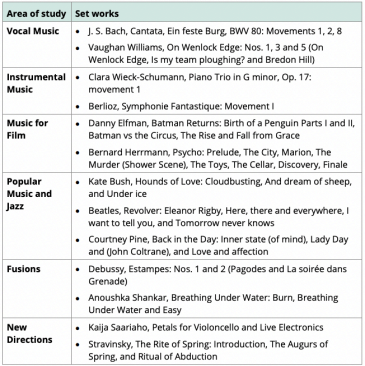 Area of study Set works
Vocal Music
• J. S. Bach, Cantata, Ein feste Burg, BWV 80: Movements 1, 2, 8
• Vaughan Williams, On Wenlock Edge: Nos. 1, 3 and 5 (On
Wenlock Edge, Is my team ploughing? and Bredon Hill)
Instrumental
Music
• Clara Wieck-Schumann, Piano Trio in G minor, Op. 17:
movement 1
• Berlioz, Symphonie Fantastique: Movement I
Music for
Film
• Danny Elfman, Batman Returns: Birth of a Penguin Parts I and II,
Batman vs the Circus, The Rise and Fall from Grace
• Bernard Herrmann, Psycho: Prelude, The City, Marion, The
Murder (Shower Scene), The Toys, The Cellar, Discovery, Finale
Popular
Music and
Jazz
• Kate Bush, Hounds of Love: Cloudbusting, And dream of sheep,
and Under ice
• Beatles, Revolver: Eleanor Rigby, Here, there and everywhere, I
want to tell you, and Tomorrow never knows
• Courtney Pine, Back in the Day: Inner state (of mind), Lady Day
and (John Coltrane), and Love and affection
Fusions
• Debussy, Estampes: Nos. 1 and 2 (Pagodes and La soirée dans
Grenade)
• Anoushka Shankar, Breathing Under Water: Burn, Breathing
Under Water and Easy
New
Directions
• Kaija Saariaho, Petals for Violoncello and Live Electronics
• Stravinsky, The Rite of Spring: Introduction, The Augurs of
Spring, and Ritual of Abduction